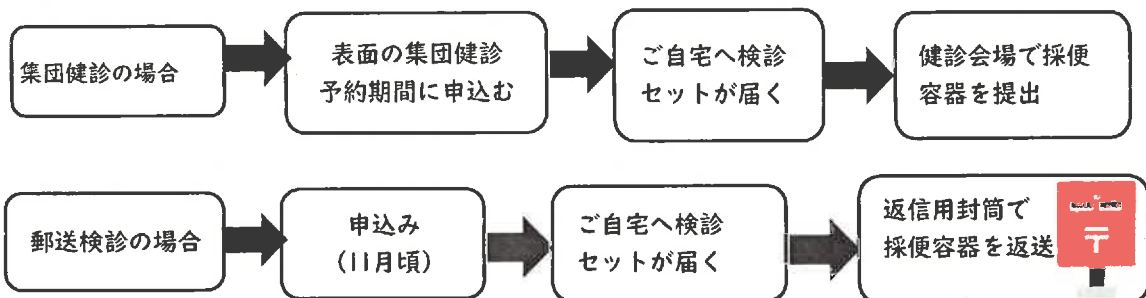 集団健診の場合
表面の集団健診
予約期間に申込む
ご自宅へ検診
セットが届く
健診会場で採便
容器を提出
郵送検診の場合
申込み
(11月頃)
ご自宅へ検診
セットが届く
返信用封筒で
採便容器を返送
〒